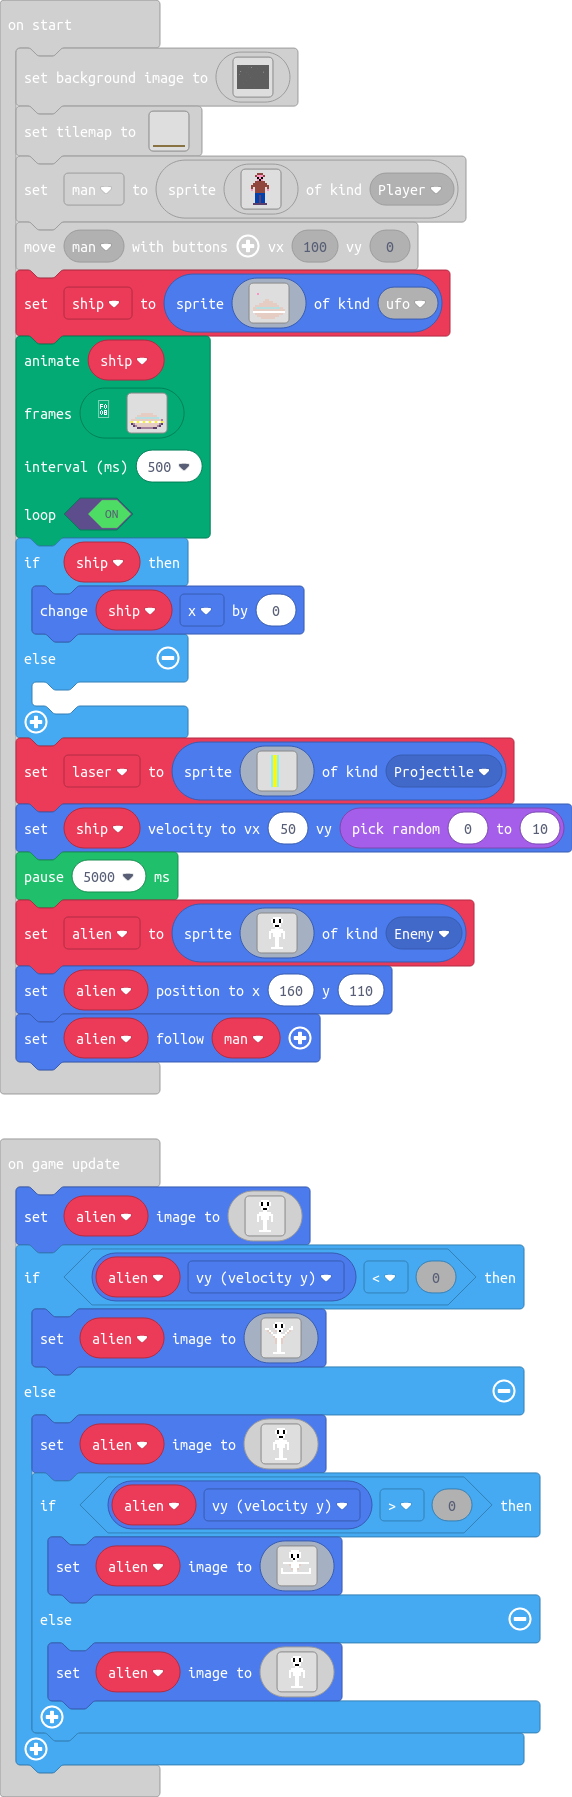 on start
set background image to
set tilemap to
set man to sprite of kind Player
move man with buttons vx 100 vy 0
set ship to sprite of kind ufo
animate ship
frames
interval (ms) 500
loop ON
if ship then
change ship x by 0
else
set laser to sprite of kind Projectile
set ship velocity to vx 50 vy pick random 0 to 10
pause 5000 ms
set alien to sprite of kind Enemy
set alien position to x 160 y 110
set alien follow man
on game update
set alien image to
if alien vy (velocity y) < 0 then
set alien image to
else
set alien image to
if alien vy (velocity y) > 0 then
set alien image to
else
set alien image to